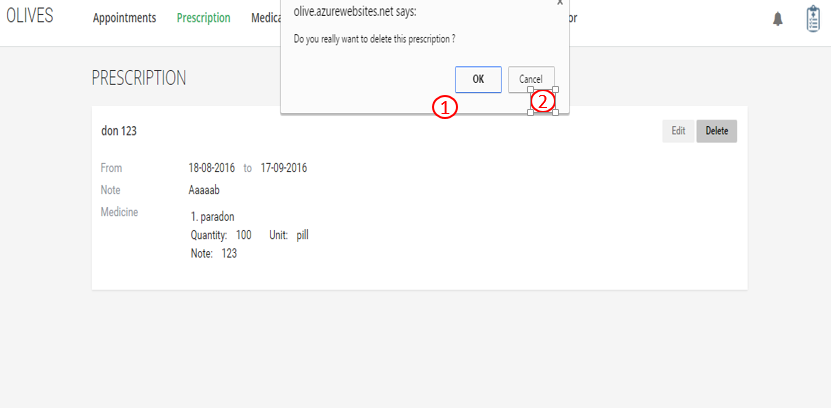 OLIVES
Appointments Prescription Medica or
olive.azurewebsites.net says: x
Do you really want to delete this prescription ?
OK Cancel
1 2
PRESCRIPTION
don 123
Edit Delete
From 18-08-2016 to 17-09-2016
Note Aaaaab
Medicine
1. paradon
Quantity: 100 Unit: pill
Note: 123